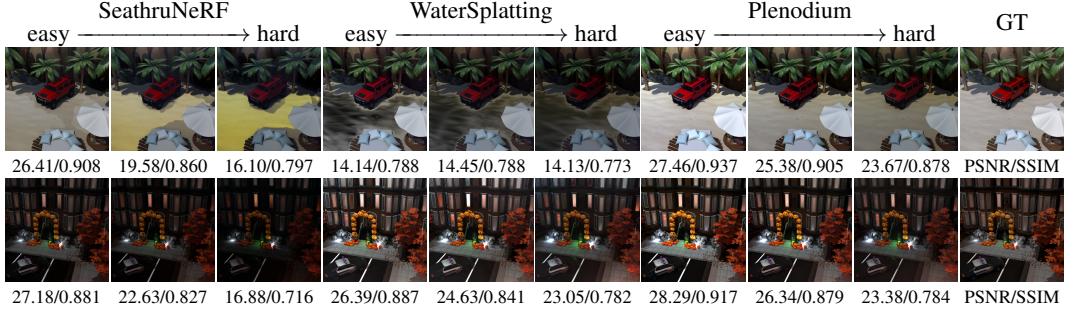 SeathruNeRF WaterSplatting Plenodium GT
easy hard easy hard easy hard
26.41/0.908 19.58/0.860 16.10/0.797 14.14/0.788 14.45/0.788 14.13/0.773 27.46/0.937 25.38/0.905 23.67/0.878 PSNR/SSIM
27.18/0.881 22.63/0.827 16.88/0.716 26.39/0.887 24.63/0.841 23.05/0.782 28.29/0.917 26.34/0.879 23.38/0.784 PSNR/SSIM